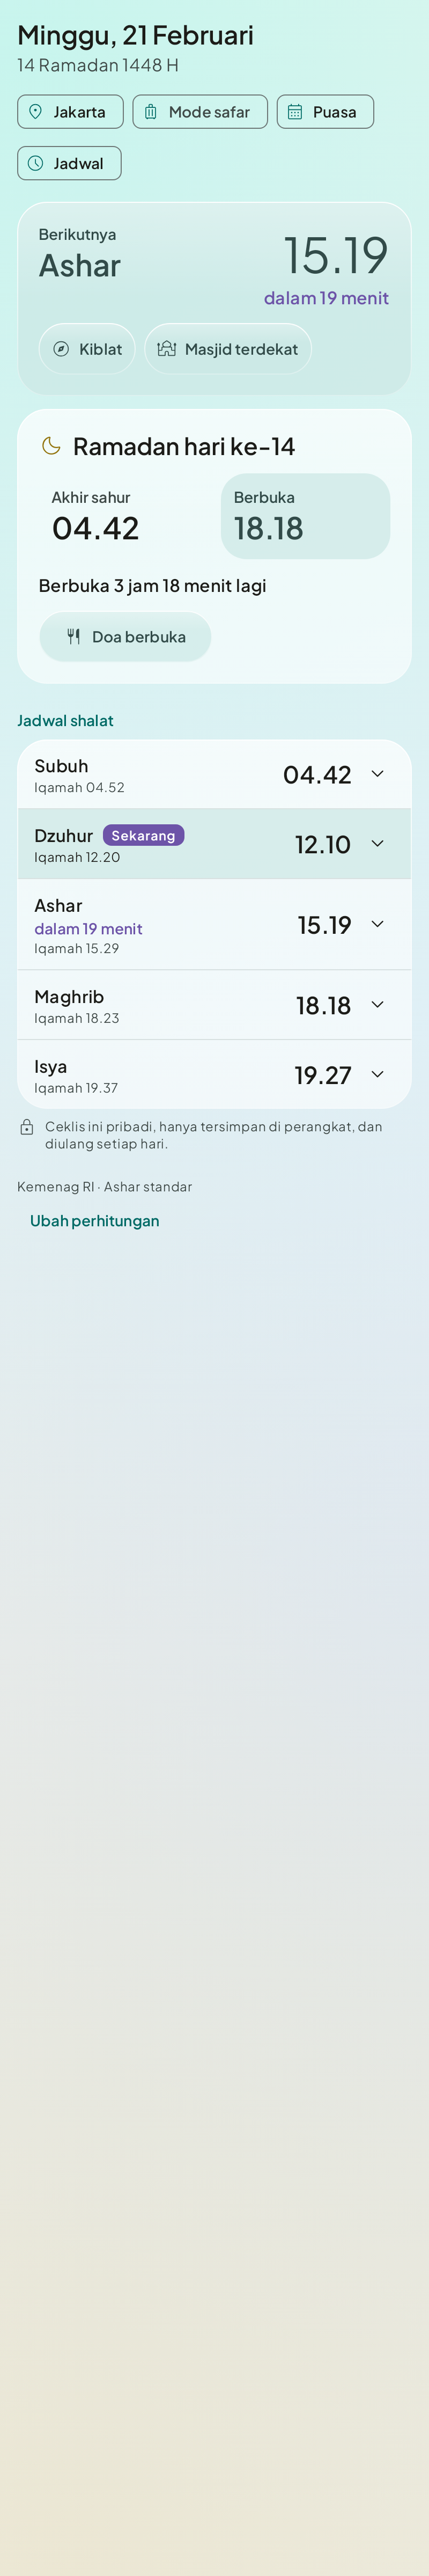 Minggu, 21 Februari
14 Ramadan 1448 H
Jakarta
Mode safar
Puasa
Jadwal
Berikutnya
Ashar
15.19
dalam 19 menit
Kiblat
Masjid terdekat
Ramadan hari ke-14
Akhir sahur
04.42
Berbuka
18.18
Berbuka 3 jam 18 menit lagi
Doa berbuka
Jadwal shalat
Subuh
Iqamah 04.52
04.42
Dzuhur
Sekarang
Iqamah 12.20
12.10
Ashar
dalam 19 menit
Iqamah 15.29
15.19
Maghrib
Iqamah 18.23
18.18
Isya
Iqamah 19.37
19.27
Ceklis ini pribadi, hanya tersimpan di perangkat, dan
diulang setiap hari.
Kemenag RI · Ashar standar
Ubah perhitungan